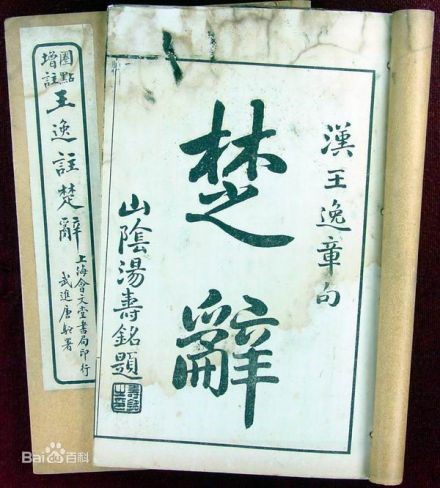 漢王逸章句
楚辭
山陰湯壽銘題
圈點
增註
王逸註楚辭
上海會文堂書局印行
武進唐駝署
Bai百科